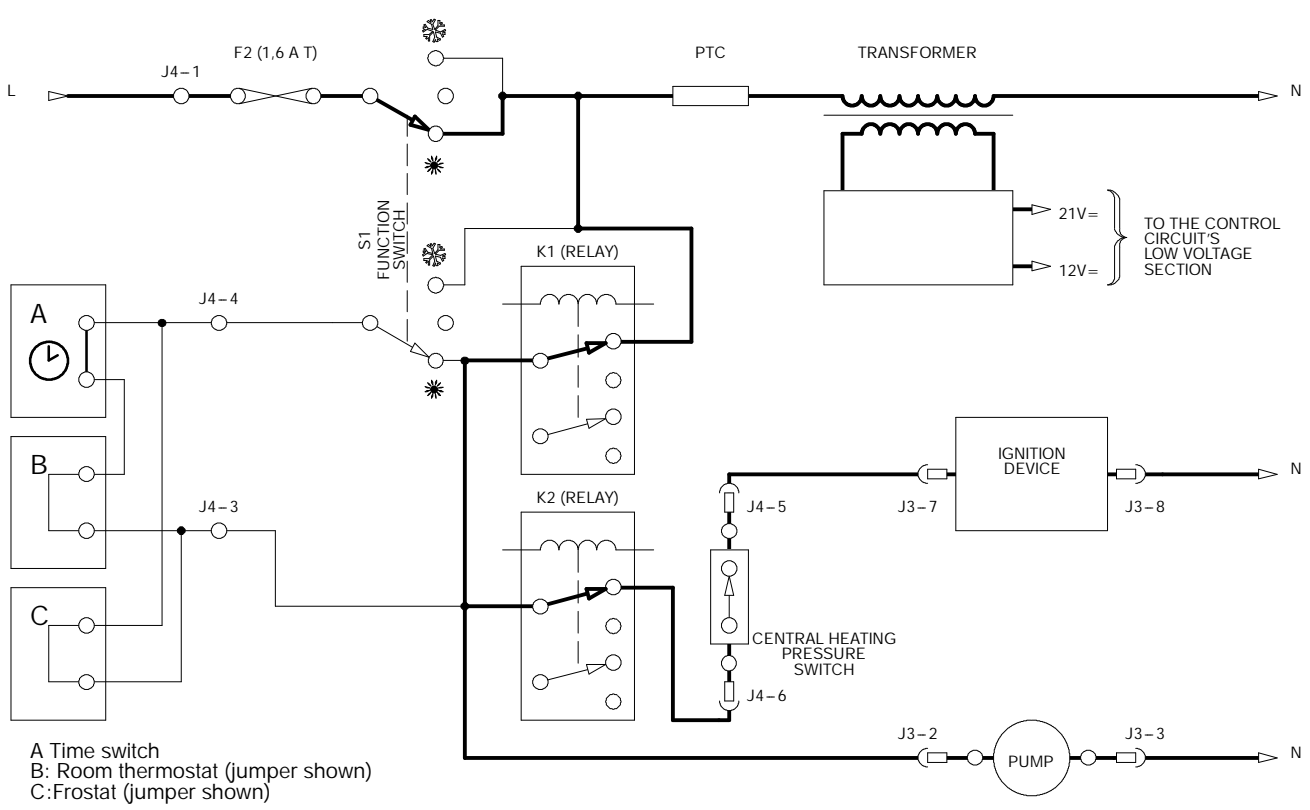 F2 (1,6 A T)
PTC
TRANSFORMER
J4-1
L
N
S1
FUNCTION
SWITCH
21V=
12V=
TO THE CONTROL
CIRCUIT'S
LOW VOLTAGE
SECTION
K1 (RELAY)
A
J4-4
B
IGNITION
DEVICE
N
K2 (RELAY)
J4-3
J4-5
J3-7
J3-8
C
CENTRAL HEATING
PRESSURE
SWITCH
J4-6
J3-2
J3-3
PUMP
N
A Time switch
B: Room thermostat (jumper shown)
C:Frostat (jumper shown)